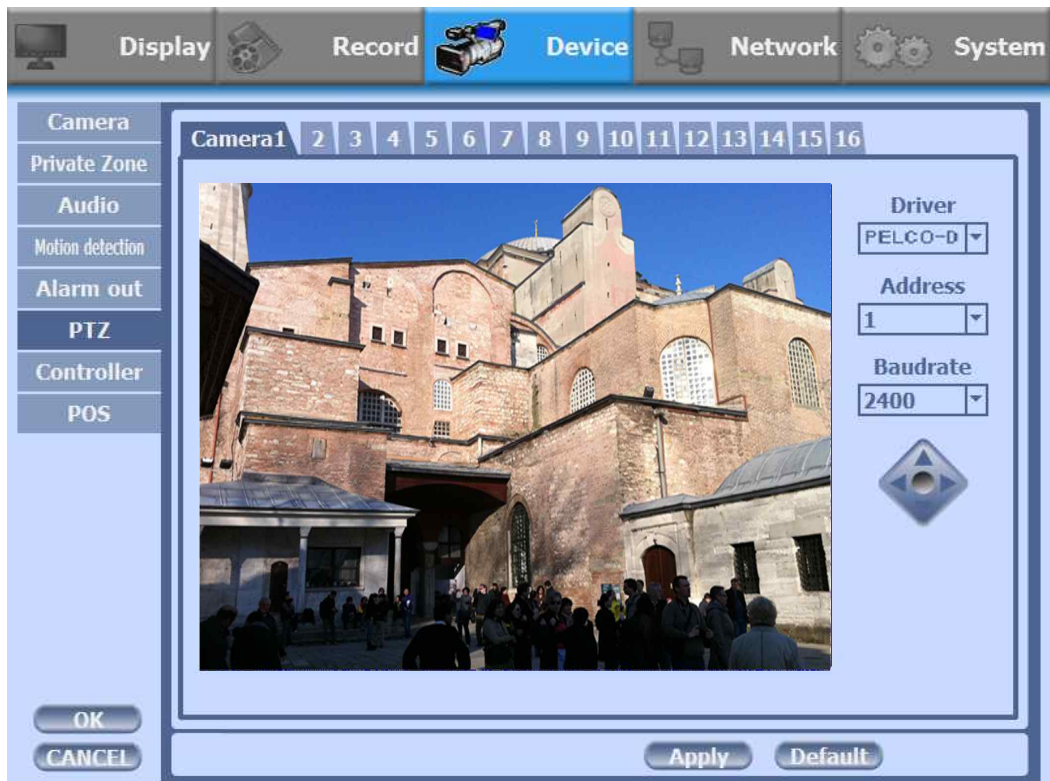 Display Record Device Network System
Camera
Private Zone
Audio
Motion detection
Alarm out
PTZ
Controller
POS
OK
CANCEL
Camera1 2 3 4 5 6 7 8 9 10 11 12 13 14 15 16
Driver
PELCO-D
Address
1
Baudrate
2400
Apply Default